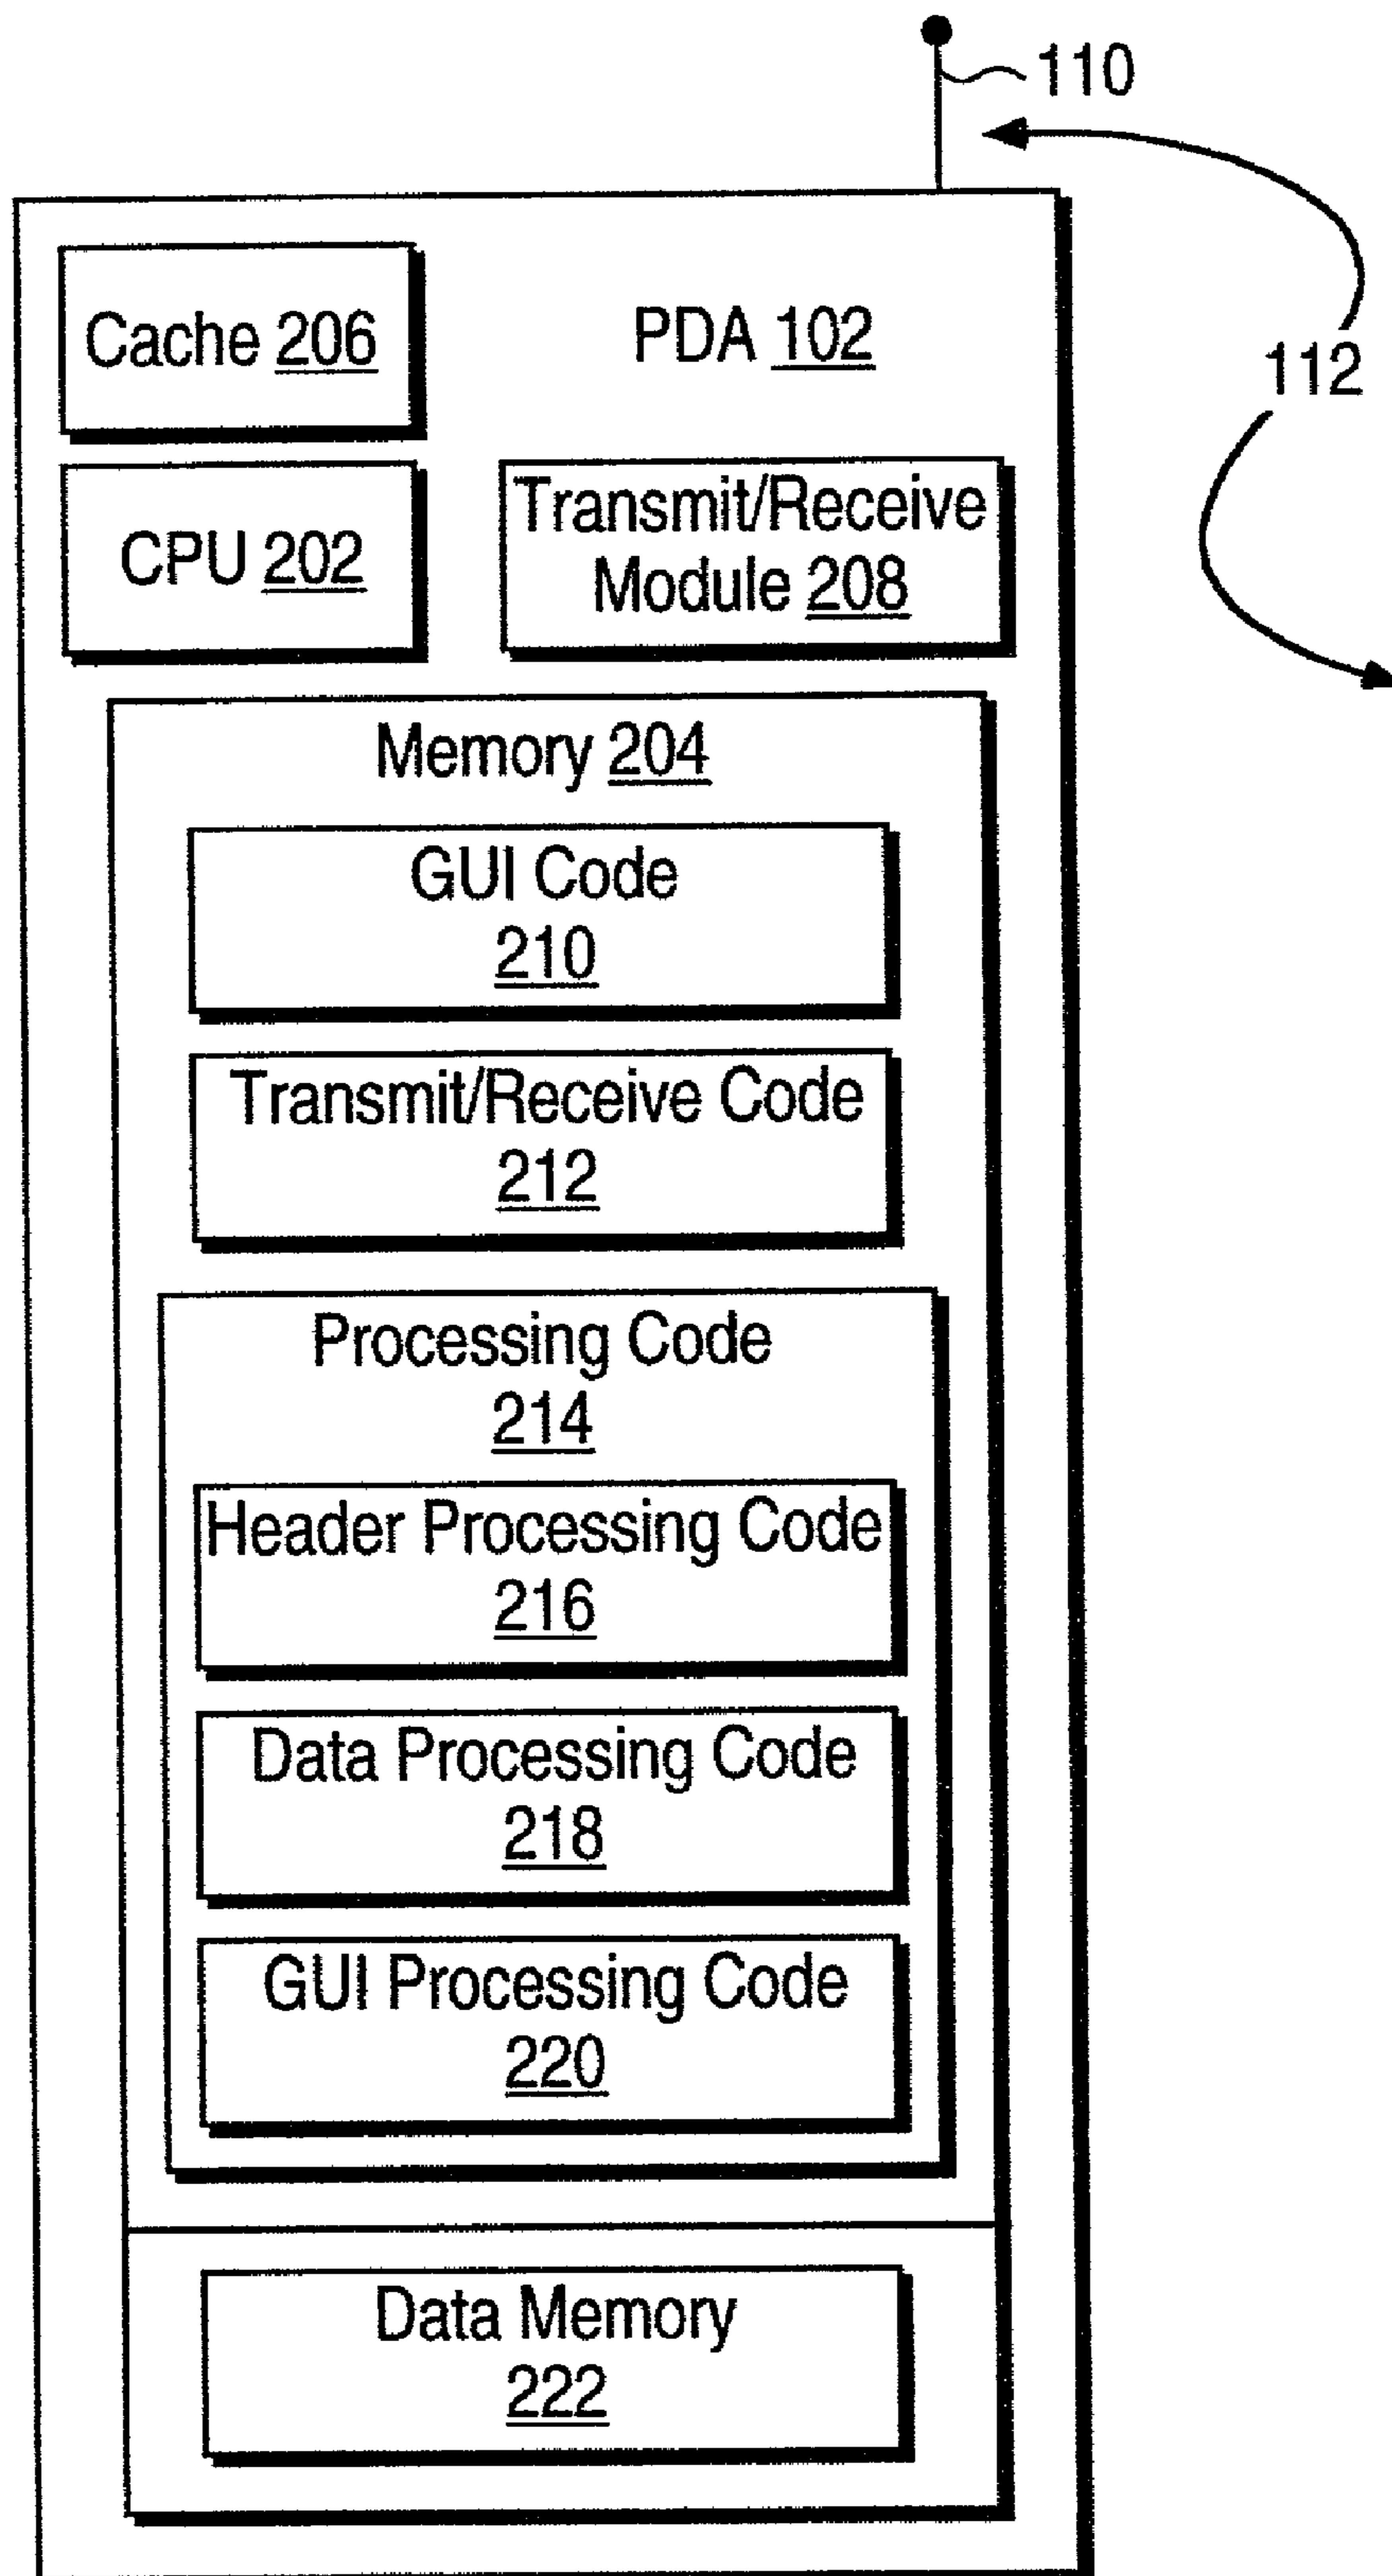 110
Cache 206
PDA 102
112
CPU 202
Transmit/Receive
Module 208
Memory 204
GUI Code
210
Transmit/Receive Code
212
Processing Code
214
Header Processing Code
216
Data Processing Code
218
GUI Processing Code
220
Data Memory
222